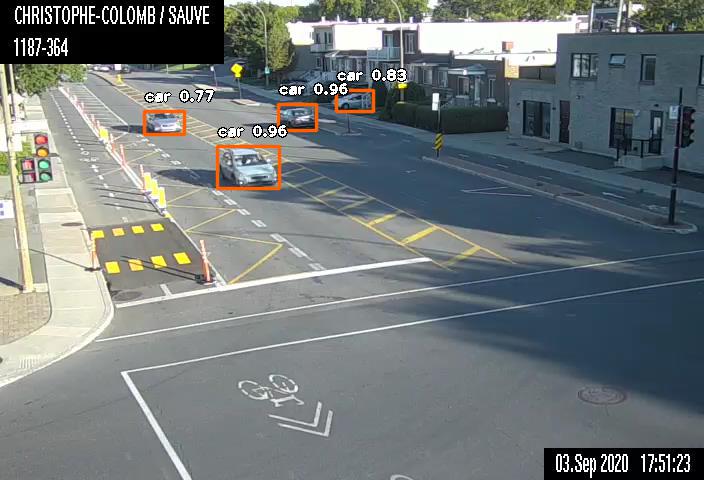 CHRISTOPHE-COLOMB / SAUVE
1187-364
car 0.83
car 0.96
car 0.77
car 0.96
03.Sep 2020 17:51:23